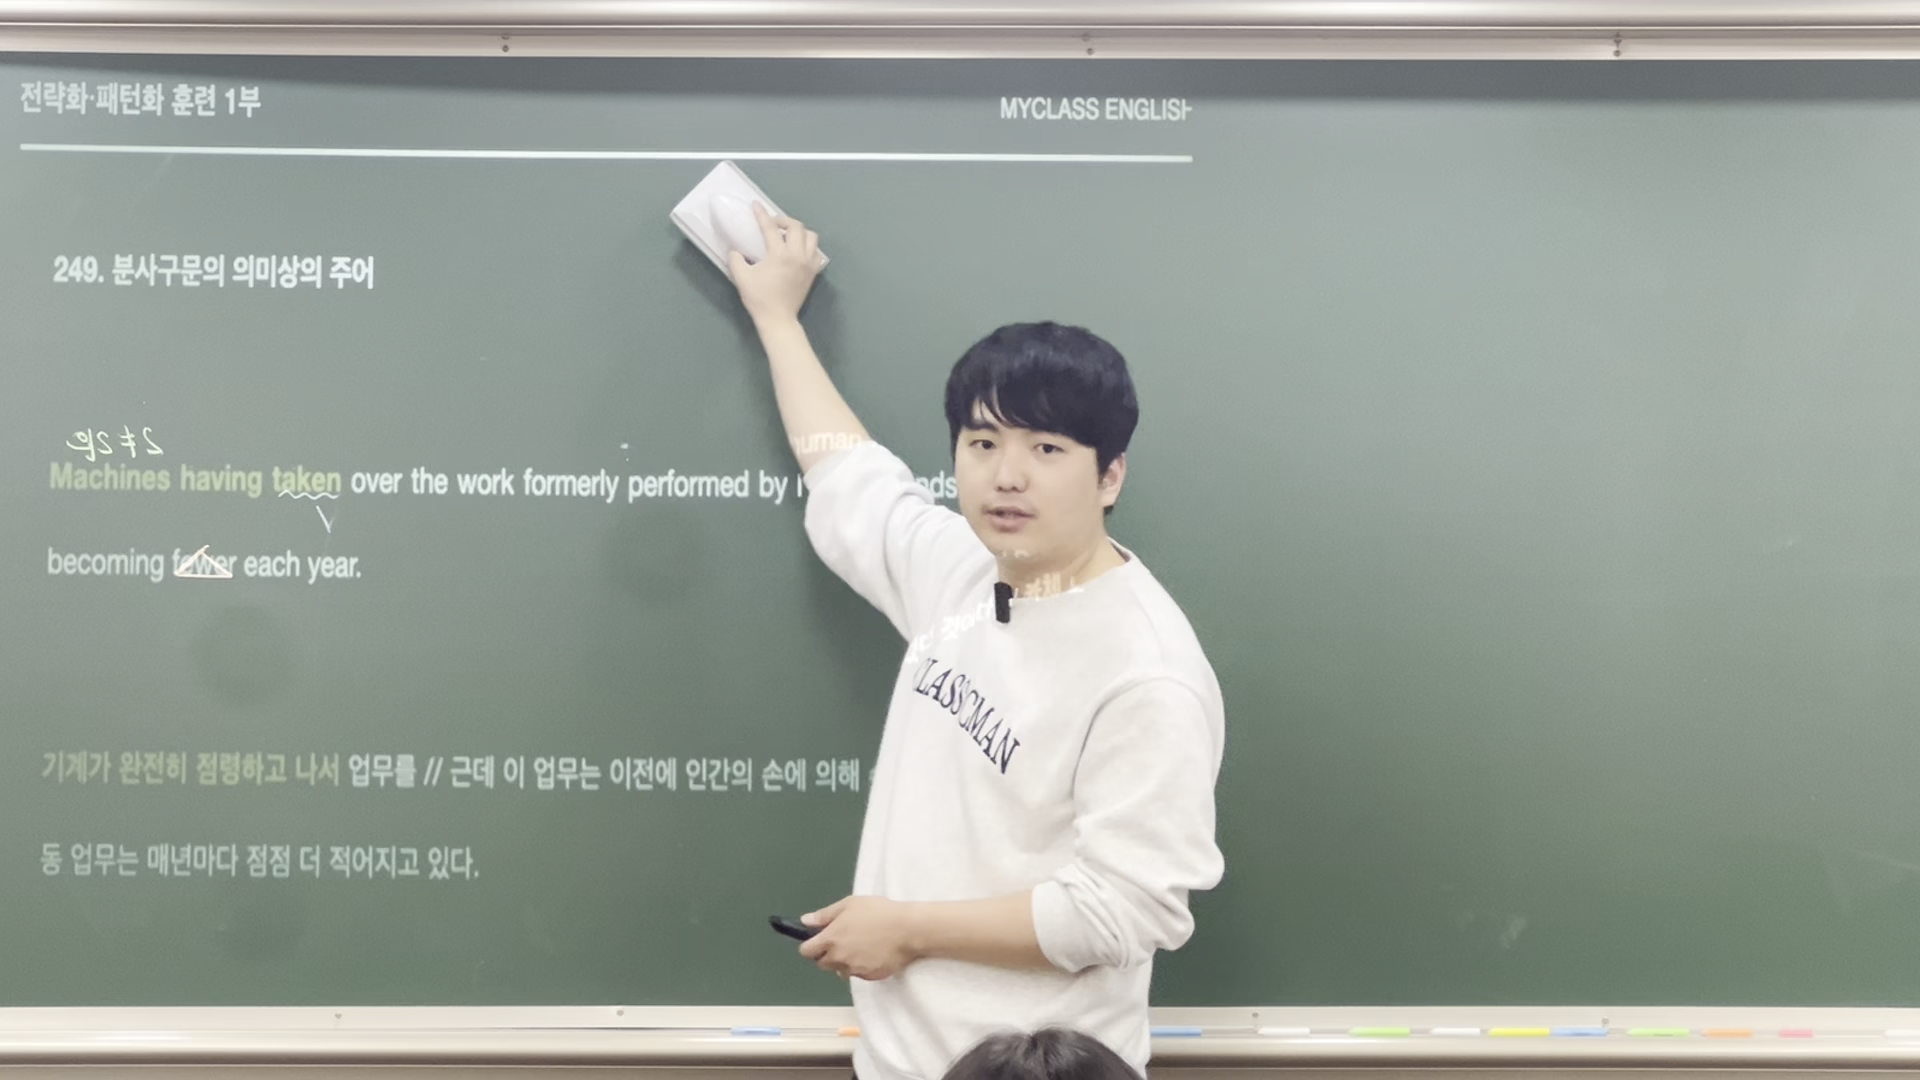 전략화·패턴화 훈련 1부
MYCLASS ENGLISH
249. 분사구문의 의미상의 주어
Machines having taken over the work formerly performed by human
becoming fewer each year.
CLASSCMAN
기계가 완전히 점령하고 나서 업무를 // 근데 이 업무는 이전에 인간의 손에 의해
동 업무는 매년마다 점점 더 적어지고 있다.